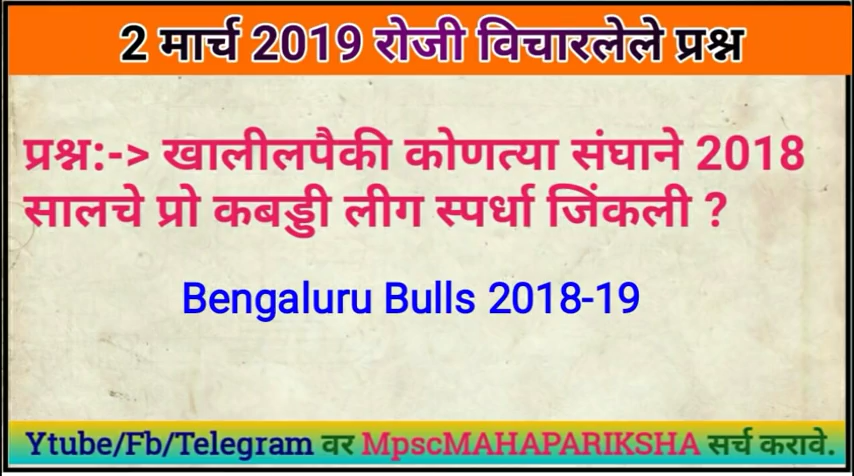 2 मार्च 2019 रोजी विचारलेले प्रश्न
प्रश्न:-> खालीलपैकी कोणत्या संघाने 2018
सालचे प्रो कबड्डी लीग स्पर्धा जिंकली ?
Bengaluru Bulls 2018-19
Ytube/Fb/Telegram वर MpscMAHAPARIKSHA सर्च करावे.